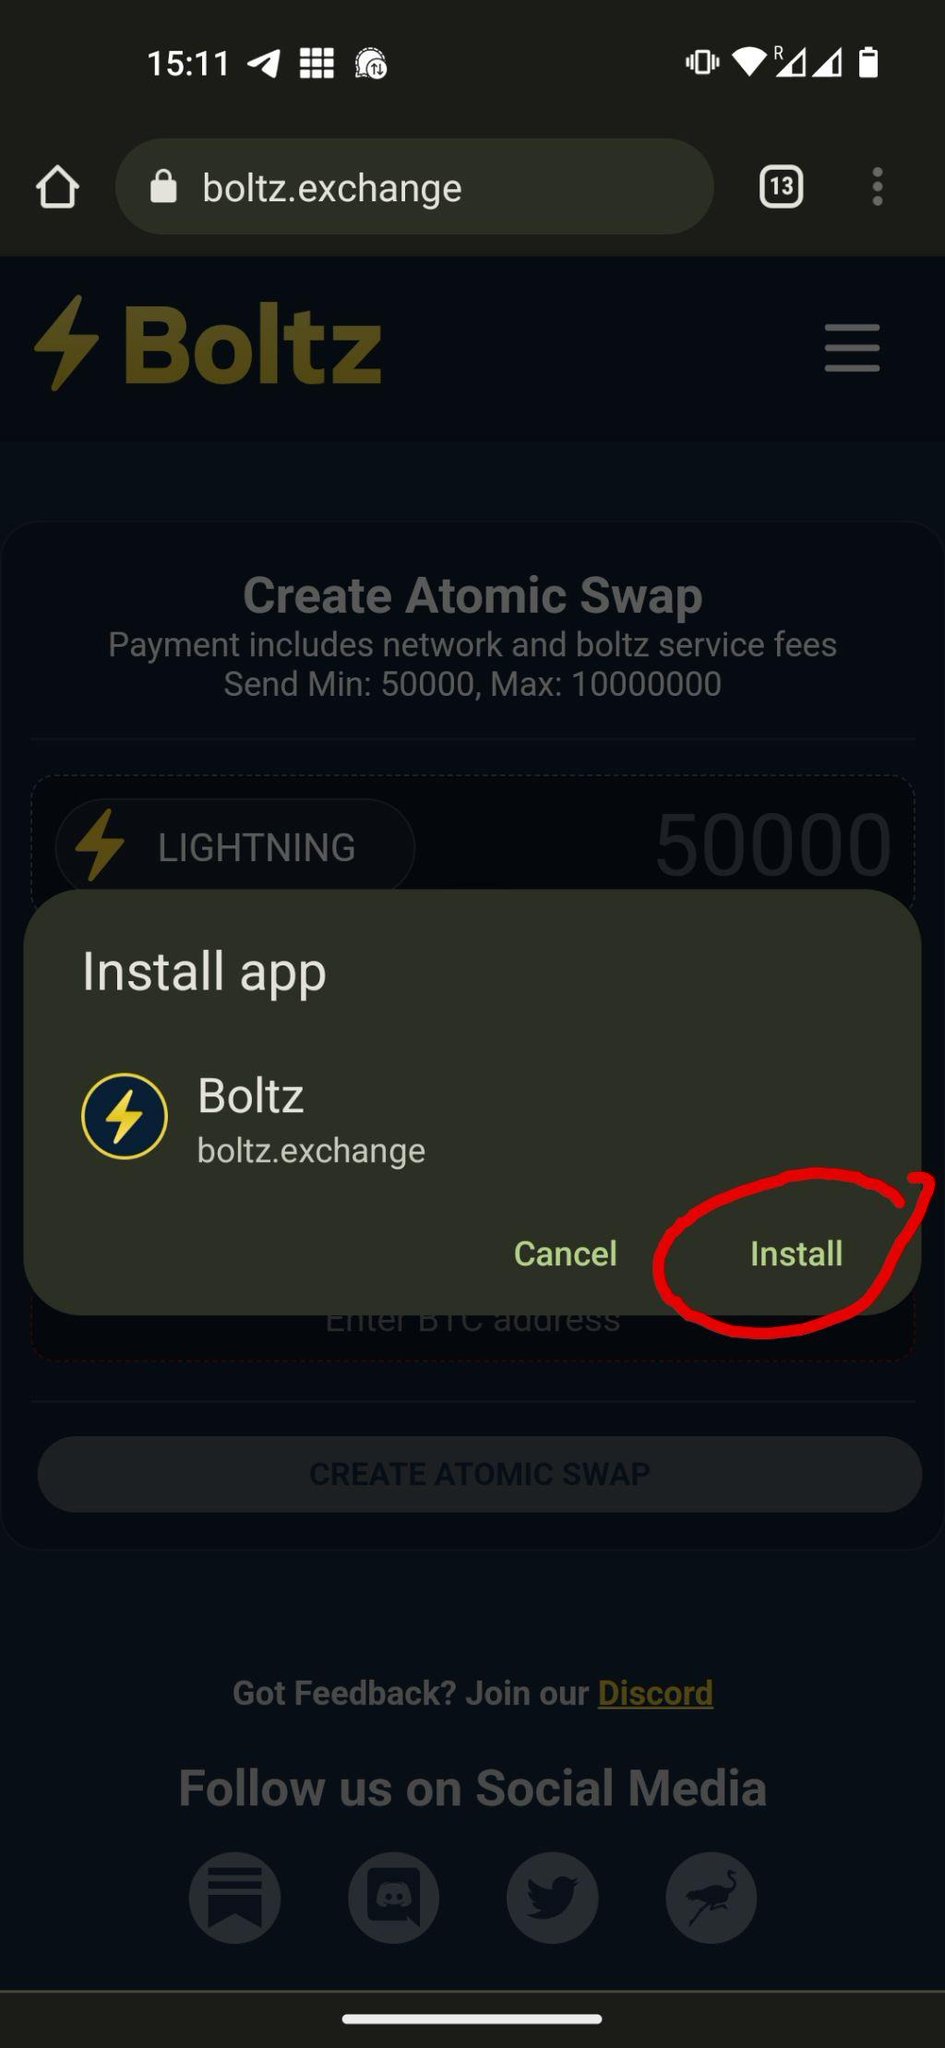 15:11
R
boltz.exchange
13
Boltz
Create Atomic Swap
Payment includes network and boltz service fees
Send Min: 50000, Max: 10000000
LIGHTNING
50000
Install app
Boltz
boltz.exchange
Cancel
Install
Enter BTC address
CREATE ATOMIC SWAP
Got Feedback? Join our Discord
Follow us on Social Media